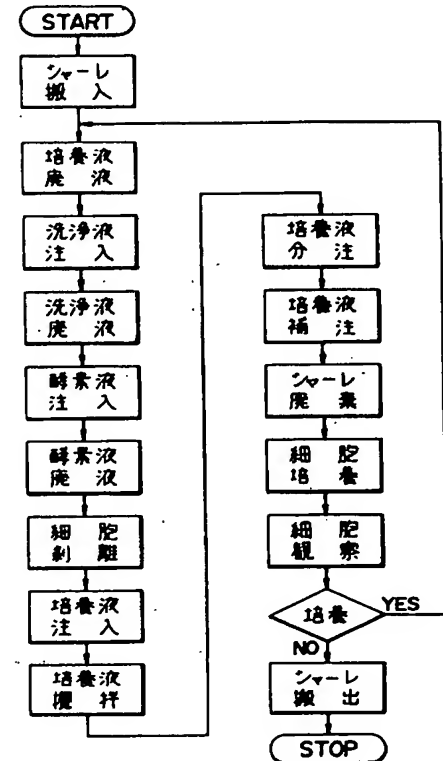 START
シャーレ
搬入
培養液
廃液
洗浄液
注入
洗浄液
廃液
酵素液
注入
酵素液
廃液
細胞
剥離
培養液
注入
培養液
攪拌
培養液
分注
培養液
補注
シャーレ
廃棄
細胞
培養
細胞
観察
培養
YES
NO
シャーレ
搬出
STOP